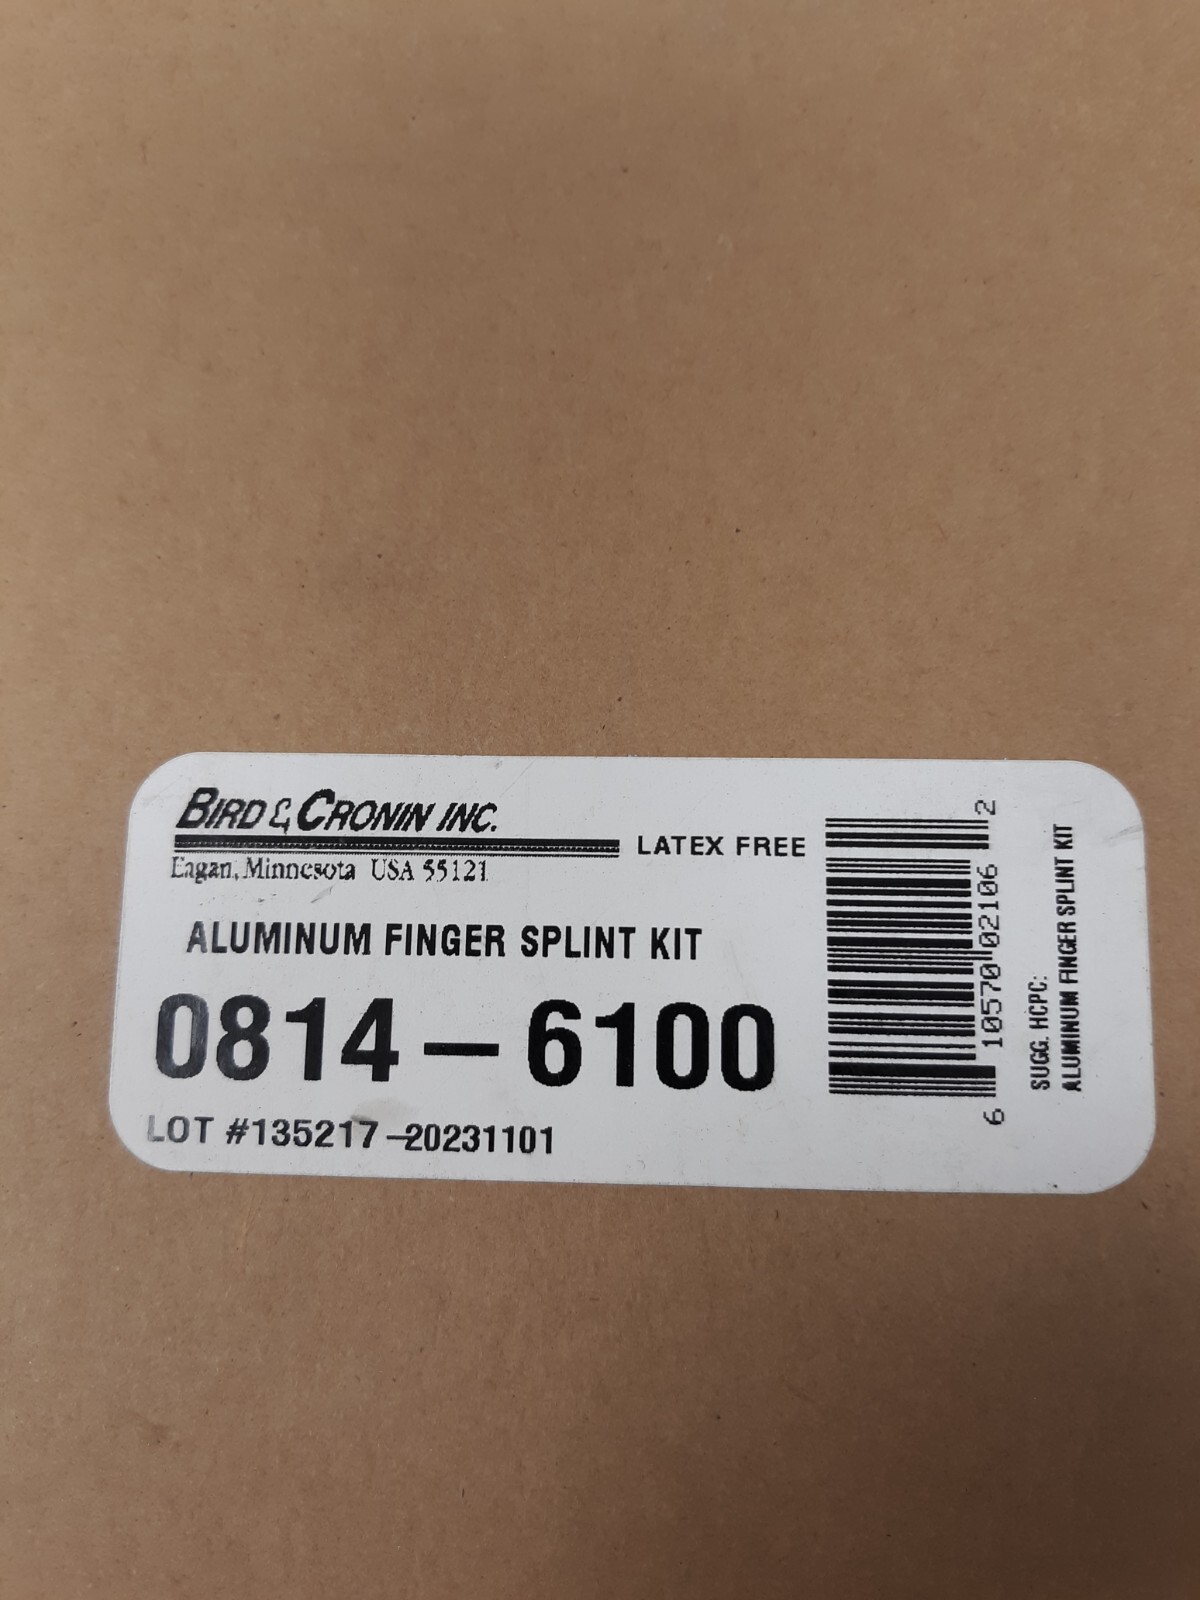 BIRD & CRONIN INC.
LATEX FREE
Eagan, Minnesota USA 55121
ALUMINUM FINGER SPLINT KIT
0814-6100
LOT #135217-20231101
6 10570 02106 2
SUGG. HCPC:
ALUMINUM FINGER SPLINT KIT